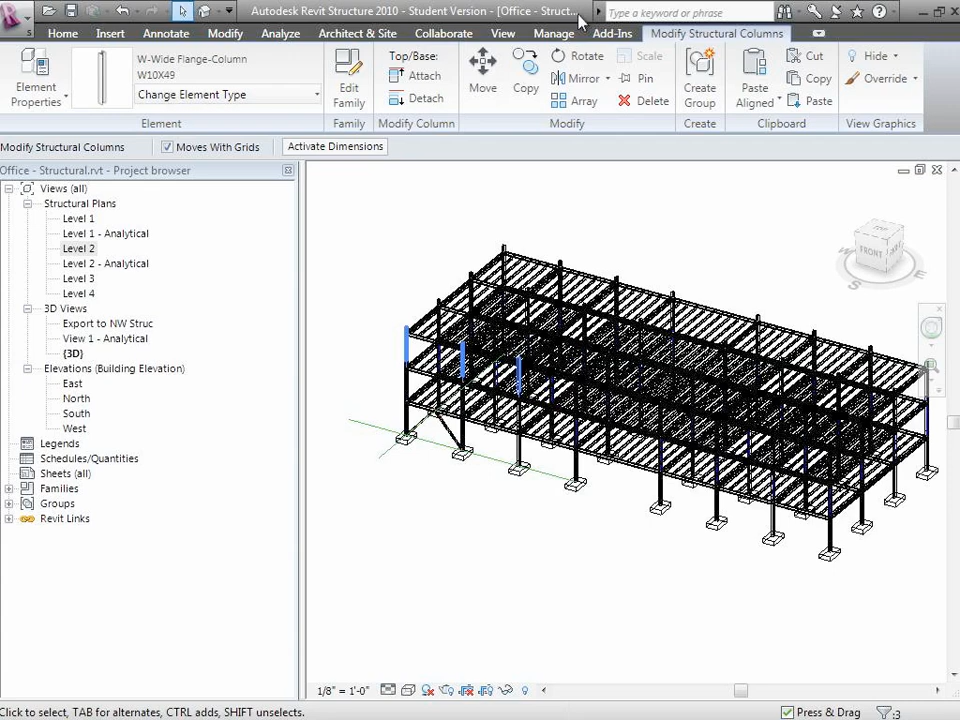 Autodesk Revit Structure 2010 - Student Version - [Office - Struct...
Type a keyword or phrase
Home Insert Annotate Modify Analyze Architect & Site Collaborate View Manage Add-Ins Modify Structural Columns
Element Properties
W-Wide Flange-Column
W10X49
Change Element Type
Element
Edit Family
Family
Top/Base:
Attach
Detach
Modify Column
Move
Copy
Rotate
Mirror
Array
Scale
Pin
Delete
Modify
Create Group
Create
Paste Aligned
Cut
Copy
Paste
Clipboard
Hide
Override
View Graphics
Modify Structural Columns Moves With Grids Activate Dimensions
Office - Structural.rvt - Project browser
Views (all)
Structural Plans
Level 1
Level 1 - Analytical
Level 2
Level 2 - Analytical
Level 3
Level 4
3D Views
Export to NW Struc
View 1 - Analytical
{3D}
Elevations (Building Elevation)
East
North
South
West
Legends
Schedules/Quantities
Sheets (all)
Families
Groups
Revit Links
FRONT
W
S
E
1/8" = 1'-0"
Click to select, TAB for alternates, CTRL adds, SHIFT unselects.
Press & Drag
:3